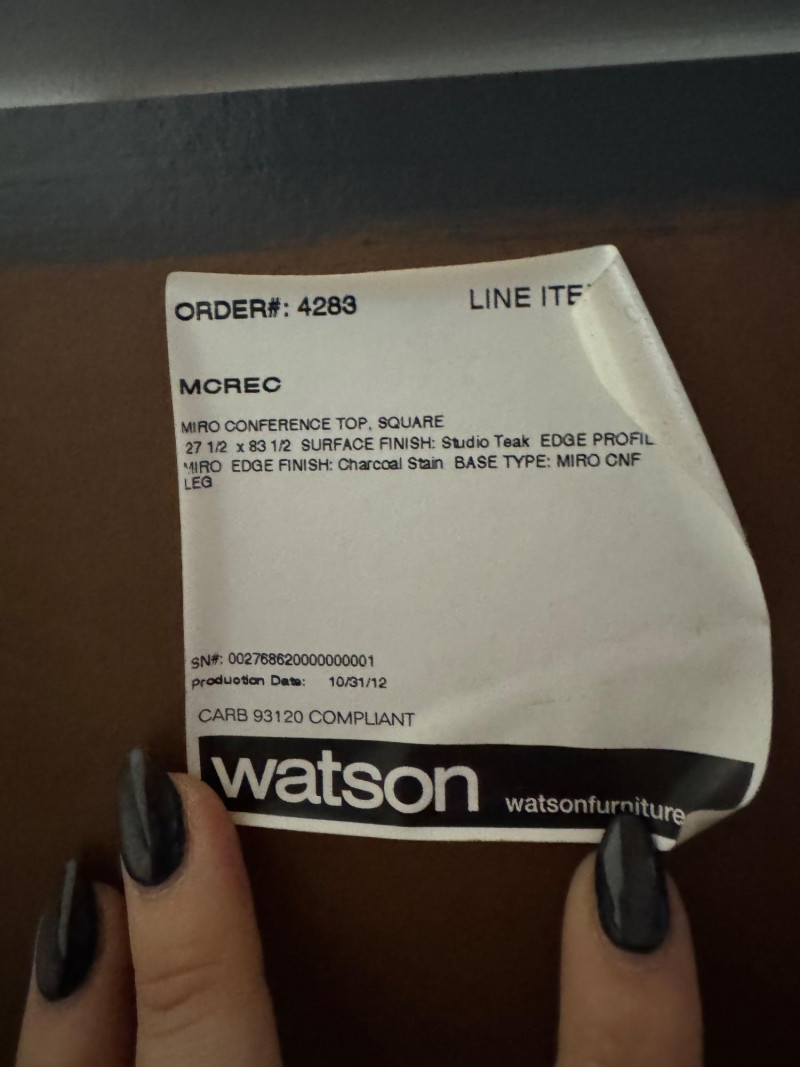 ORDER#: 4283 LINE ITE
MCREC
MIRO CONFERENCE TOP, SQUARE
27 1/2 x 83 1/2 SURFACE FINISH: Studio Teak EDGE PROFIL
MIRO EDGE FINISH: Charcoal Stain BASE TYPE: MIRO CNF
LEG
SN#: 002768620000000001
Production Date: 10/31/12
CARB 93120 COMPLIANT
watson watsonfurniture